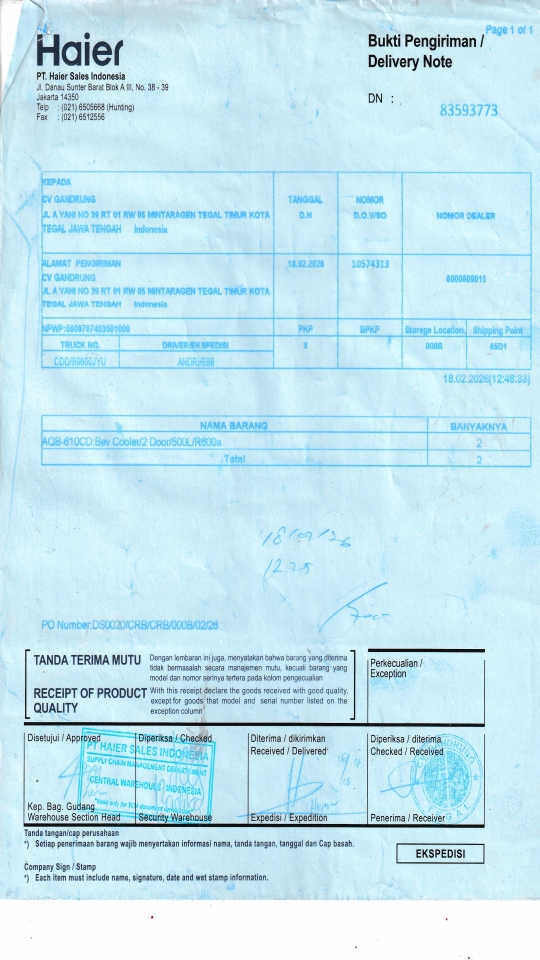 Page 1 of 1
Haier
Bukti Pengiriman /
Delivery Note
PT. Haier Sales Indonesia
Jl. Danau Sunter Barat Blok A III, No. 38 - 39
Jakarta 14350
Telp : (021) 6505668 (Hunting)
Fax : (021) 6512556
DN :
83593773
KEPADA
CV GANDRUNG
JL A YANI NO 39 RT 01 RW 05 MINTARAGEN TEGAL TIMUR KOTA
TEGAL JAWA TENGAH Indonesia
TANGGAL
D.N
NOMOR
D.O.V/SO
NOMOR DEALER
ALAMAT PENGIRIMAN
CV GANDRUNG
JL A YANI NO 39 RT 01 RW 05 MINTARAGEN TEGAL TIMUR KOTA
TEGAL JAWA TENGAH Indonesia
18.02.2026
10574313
PKP
BPKP
Storage Location
Shipping Point
TRUCK NO.
DRIVER/EKSPEDISI
X
000B
65D1
18.02.2026(12:48:33)
NAMA BARANG
BANYAKNYA
AQB-610CD:Bev Cooler/2 Door/500L/R600a
2
Total
2
PO Number:DS0020/CRB/CRB/000B/02/26
TANDA TERIMA MUTU
Dengan lembaran ini juga, menyatakan bahwa barang yang diterima
tidak bermasalah secara manajemen mutu, kecuali barang yang
model dan nomor serinya tertera pada kolom pengecualian
RECEIPT OF PRODUCT
QUALITY
With this receipt declare the goods received with good quality,
except for goods that model and serial number listed on the
exception column
Perkecualian /
Exception
Disetujui / Approved
Diperiksa / Checked
Diterima / dikirimkan
Received / Delivered
Diperiksa / diterima
Checked / Received
PT HAIER SALES INDONESIA
SUPPLY CHAIN MANAGEMENT DEPARTMENT
CENTRAL WAREHOUSE INDONESIA
Kep. Bag. Gudang
Warehouse Section Head
Security Warehouse
Expedisi / Expedition
Penerima / Receiver
Tanda tangan/cap perusahaan
*) Setiap penerimaan barang wajib menyertakan informasi nama, tanda tangan, tanggal dan Cap basah.
EKSPEDISI
Company Sign / Stamp
*) Each item must include name, signature, date and wet stamp information.